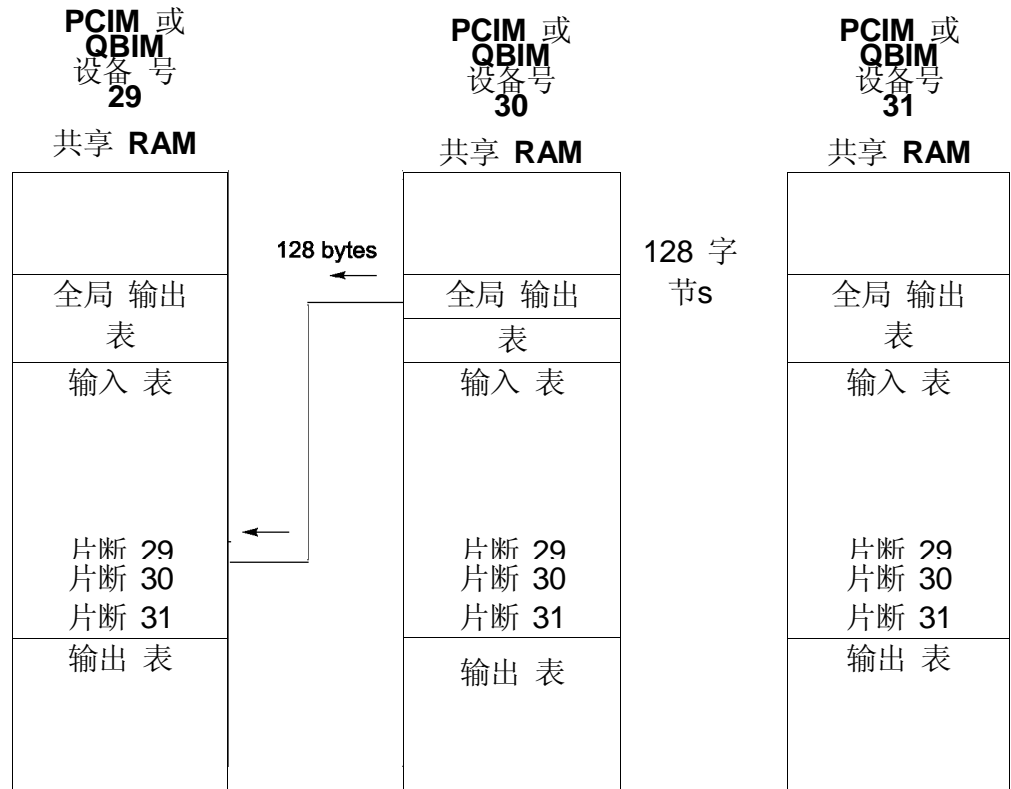 PCIM 或
QBIM
设备 号
29
共享 RAM
全局 输出
表
输入 表
片断 29
片断 30
片断 31
输出 表
128 bytes
PCIM 或
QBIM
设备号
30
共享 RAM
全局 输出
表
输入 表
片断 29
片断 30
片断 31
输出 表
128 字
节s
PCIM 或
QBIM
设备号
31
共享 RAM
全局 输出
表
输入 表
片断 29
片断 30
片断 31
输出 表